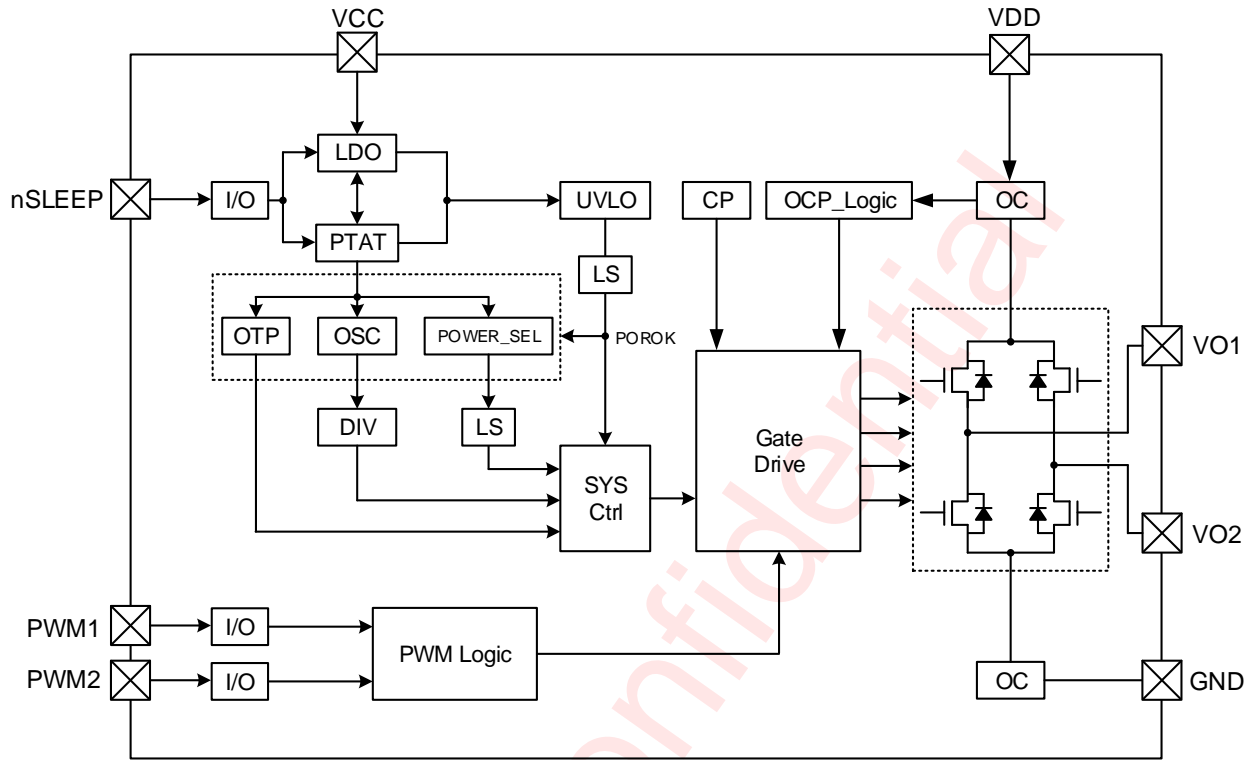 VCC
VDD
LDO
nSLEEP
I/O
UVLO
CP
OCP_Logic
OC
PTAT
LS
OTP
OSC
POWER_SEL
POROK
VO1
DIV
LS
Gate
Drive
SYS
Ctrl
VO2
PWM1
I/O
PWM Logic
PWM2
I/O
OC
GND
onfidential